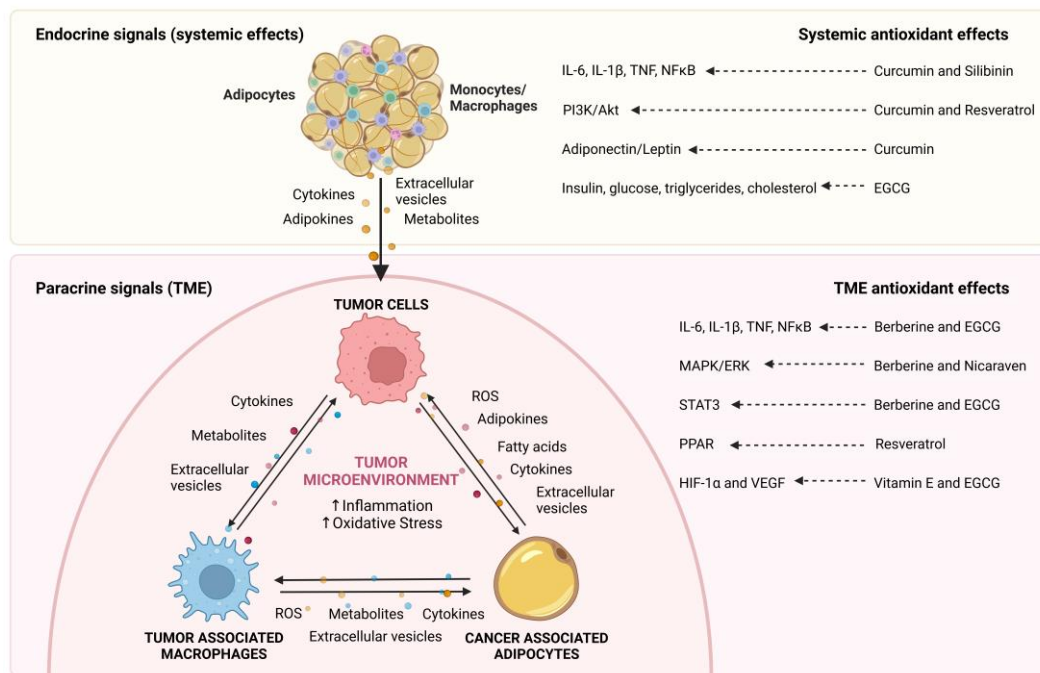 Endocrine signals (systemic effects)
Adipocytes
Monocytes/
Macrophages
Cytokines
Adipokines
Extracellular
vesicles
Metabolites
Systemic antioxidant effects
IL-6, IL-1β, TNF, NFκB
Curcumin and Silibinin
PI3K/Akt
Curcumin and Resveratrol
Adiponectin/Leptin
Curcumin
Insulin, glucose, triglycerides, cholesterol
EGCG
Paracrine signals (TME)
TUMOR CELLS
Cytokines
Metabolites
Extracellular
vesicles
ROS
Adipokines
Fatty acids
Cytokines
Extracellular
vesicles
TUMOR
MICROENVIRONMENT
↑Inflammation
↑Oxidative Stress
ROS
Metabolites
Cytokines
Extracellular vesicles
TUMOR ASSOCIATED
MACROPHAGES
CANCER ASSOCIATED
ADIPOCYTES
TME antioxidant effects
IL-6, IL-1β, TNF, NFκB
Berberine and EGCG
MAPK/ERK
Berberine and Nicaraven
STAT3
Berberine and EGCG
PPAR
Resveratrol
HIF-1α and VEGF
Vitamin E and EGCG